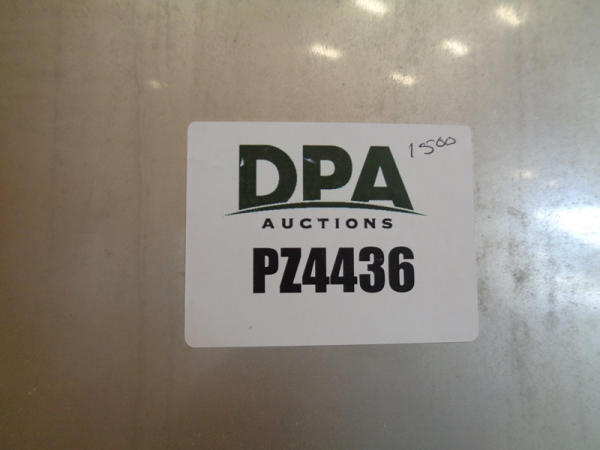 1500
DPA
AUCTIONS
PZ4436